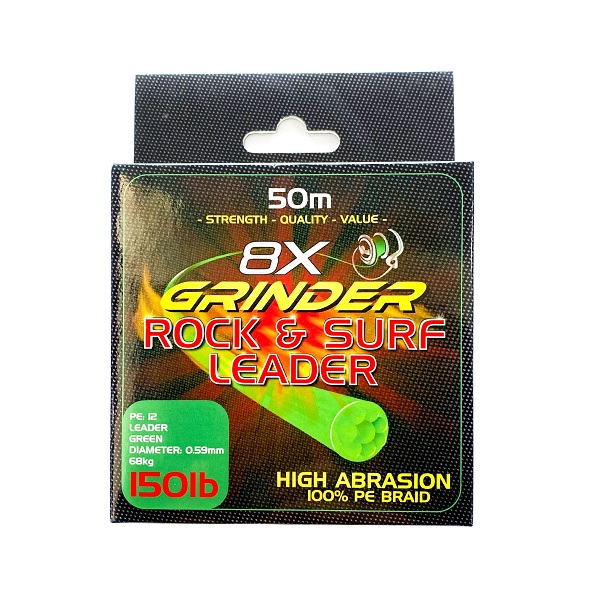 50m
- STRENGTH - QUALITY - VALUE -
8X
GRINDER
ROCK & SURF
LEADER
PE: 12
LEADER
GREEN
DIAMETER: 0.59mm
68kg
150lb
HIGH ABRASION
100% PE BRAID